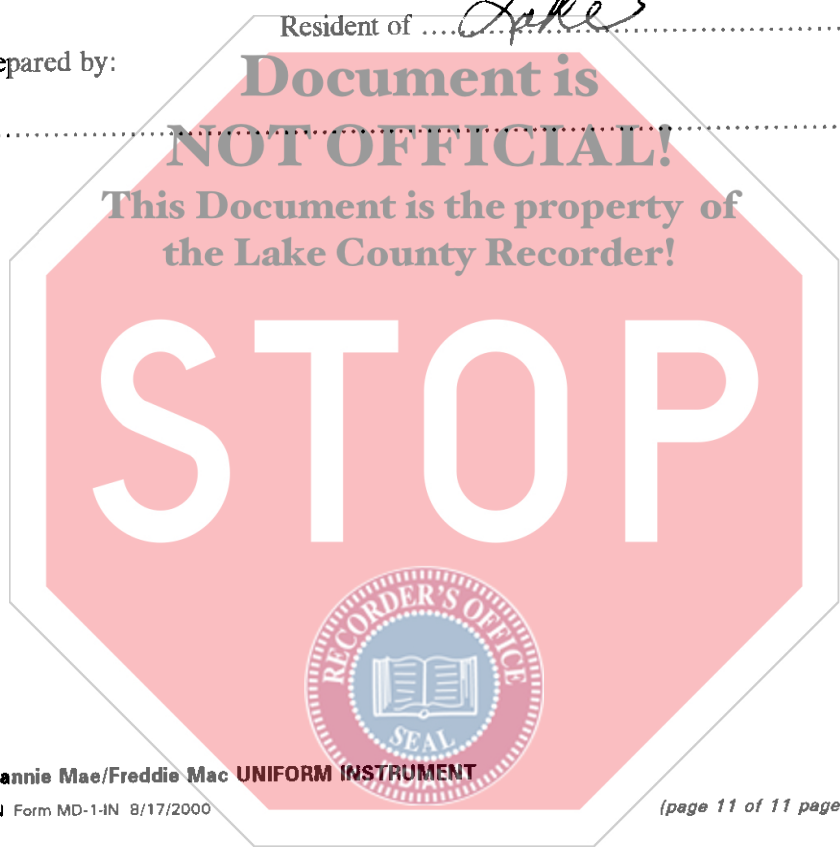 Resident of .... Lake
epared by:
Document is
NOT OFFICIAL!
This Document is the property of
the Lake County Recorder!
STOP
RECORDER'S OFFICE
SEAL
INDIANA
annie Mae/Freddie Mac UNIFORM INSTRUMENT
Form MD-1-IN 8/17/2000
(page 11 of 11 page